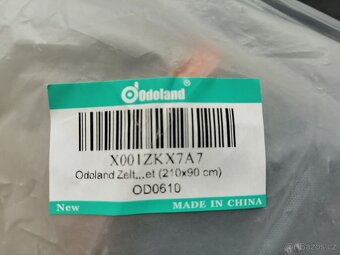 Odoland
X001ZKX7A7
Odoland Zelt...et (210x90 cm)
OD0610
New MADE IN CHINA